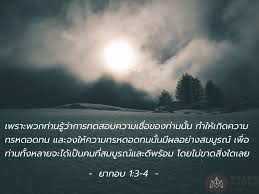 เพราะพวกท่านรู้ว่าการทดสอบความเชื่อของท่านนั้น ทำให้เกิดความ
ทรหดอดทน และจงให้ความทรหดอดทนนั้นมีผลอย่างสมบูรณ์ เพื่อ
ท่านทั้งหลายจะได้เป็นคนที่สมบูรณ์และดีพร้อม โดยไม่ขาดสิ่งใดเลย
- ยากอบ 1:3-4 -